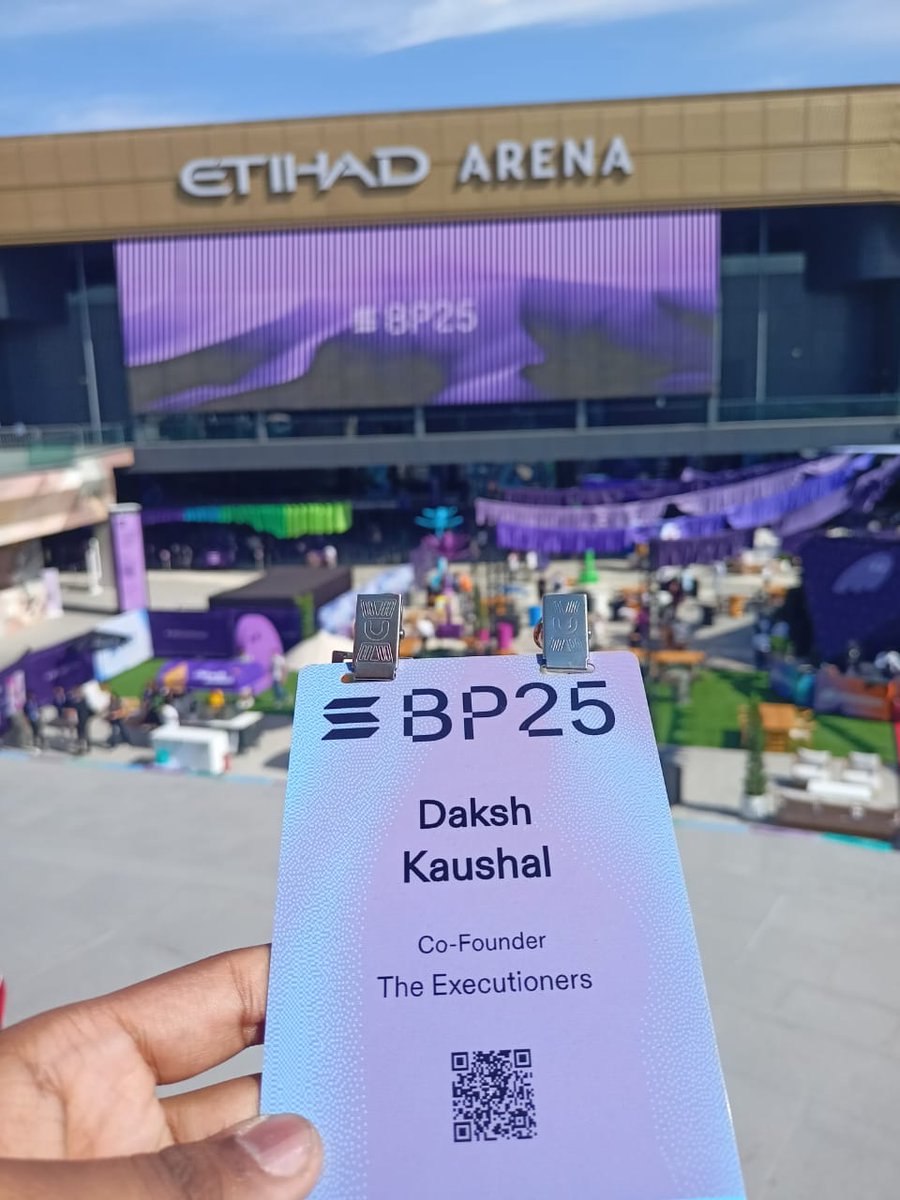 ETIHAD ARENA
BP25
BP25
Daksh
Kaushal
Co-Founder
The Executioners